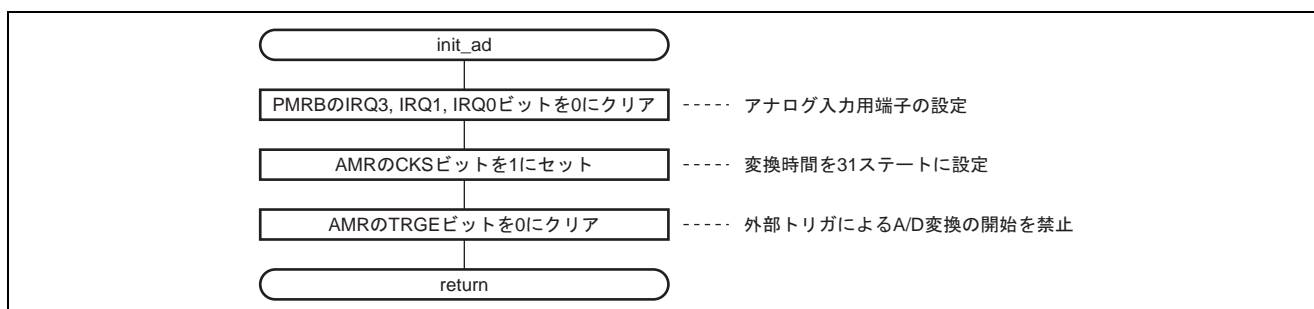 init_ad
PMRBのIRQ3, IRQ1, IRQ0ビットを0にクリア ----- アナログ入力用端子の設定
AMRのCKSビットを1にセット ----- 変換時間を31ステートに設定
AMRのTRGEビットを0にクリア ----- 外部トリガによるA/D変換の開始を禁止
return